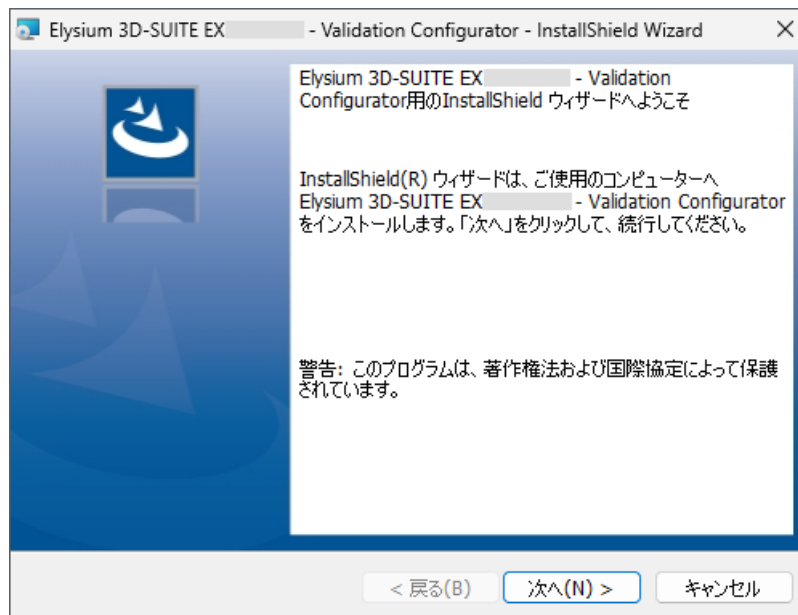 Elysium 3D-SUITE EX - Validation Configurator - InstallShield Wizard
Elysium 3D-SUITE EX - Validation
Configurator用のInstallShield ウィザードへようこそ
InstallShield(R) ウィザードは、ご使用のコンピューターへ
Elysium 3D-SUITE EX - Validation Configurator
をインストールします。「次へ」をクリックして、続行してください。
警告: このプログラムは、著作権法および国際協定によって保護
されています。
< 戻る(B) 次へ(N) > キャンセル